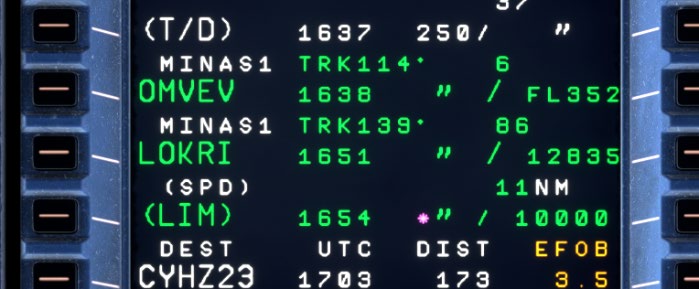 37
(T/D) 1637 250/ "
MINAS1 TRK114° 6
OMVEV 1638 " / FL352
MINAS1 TRK139° 86
LOKRI 1651 " / 12835
(SPD) 11NM
(LIM) 1654 *" / 10000
DEST UTC DIST EFOB
CYHZ23 1703 173 3.5